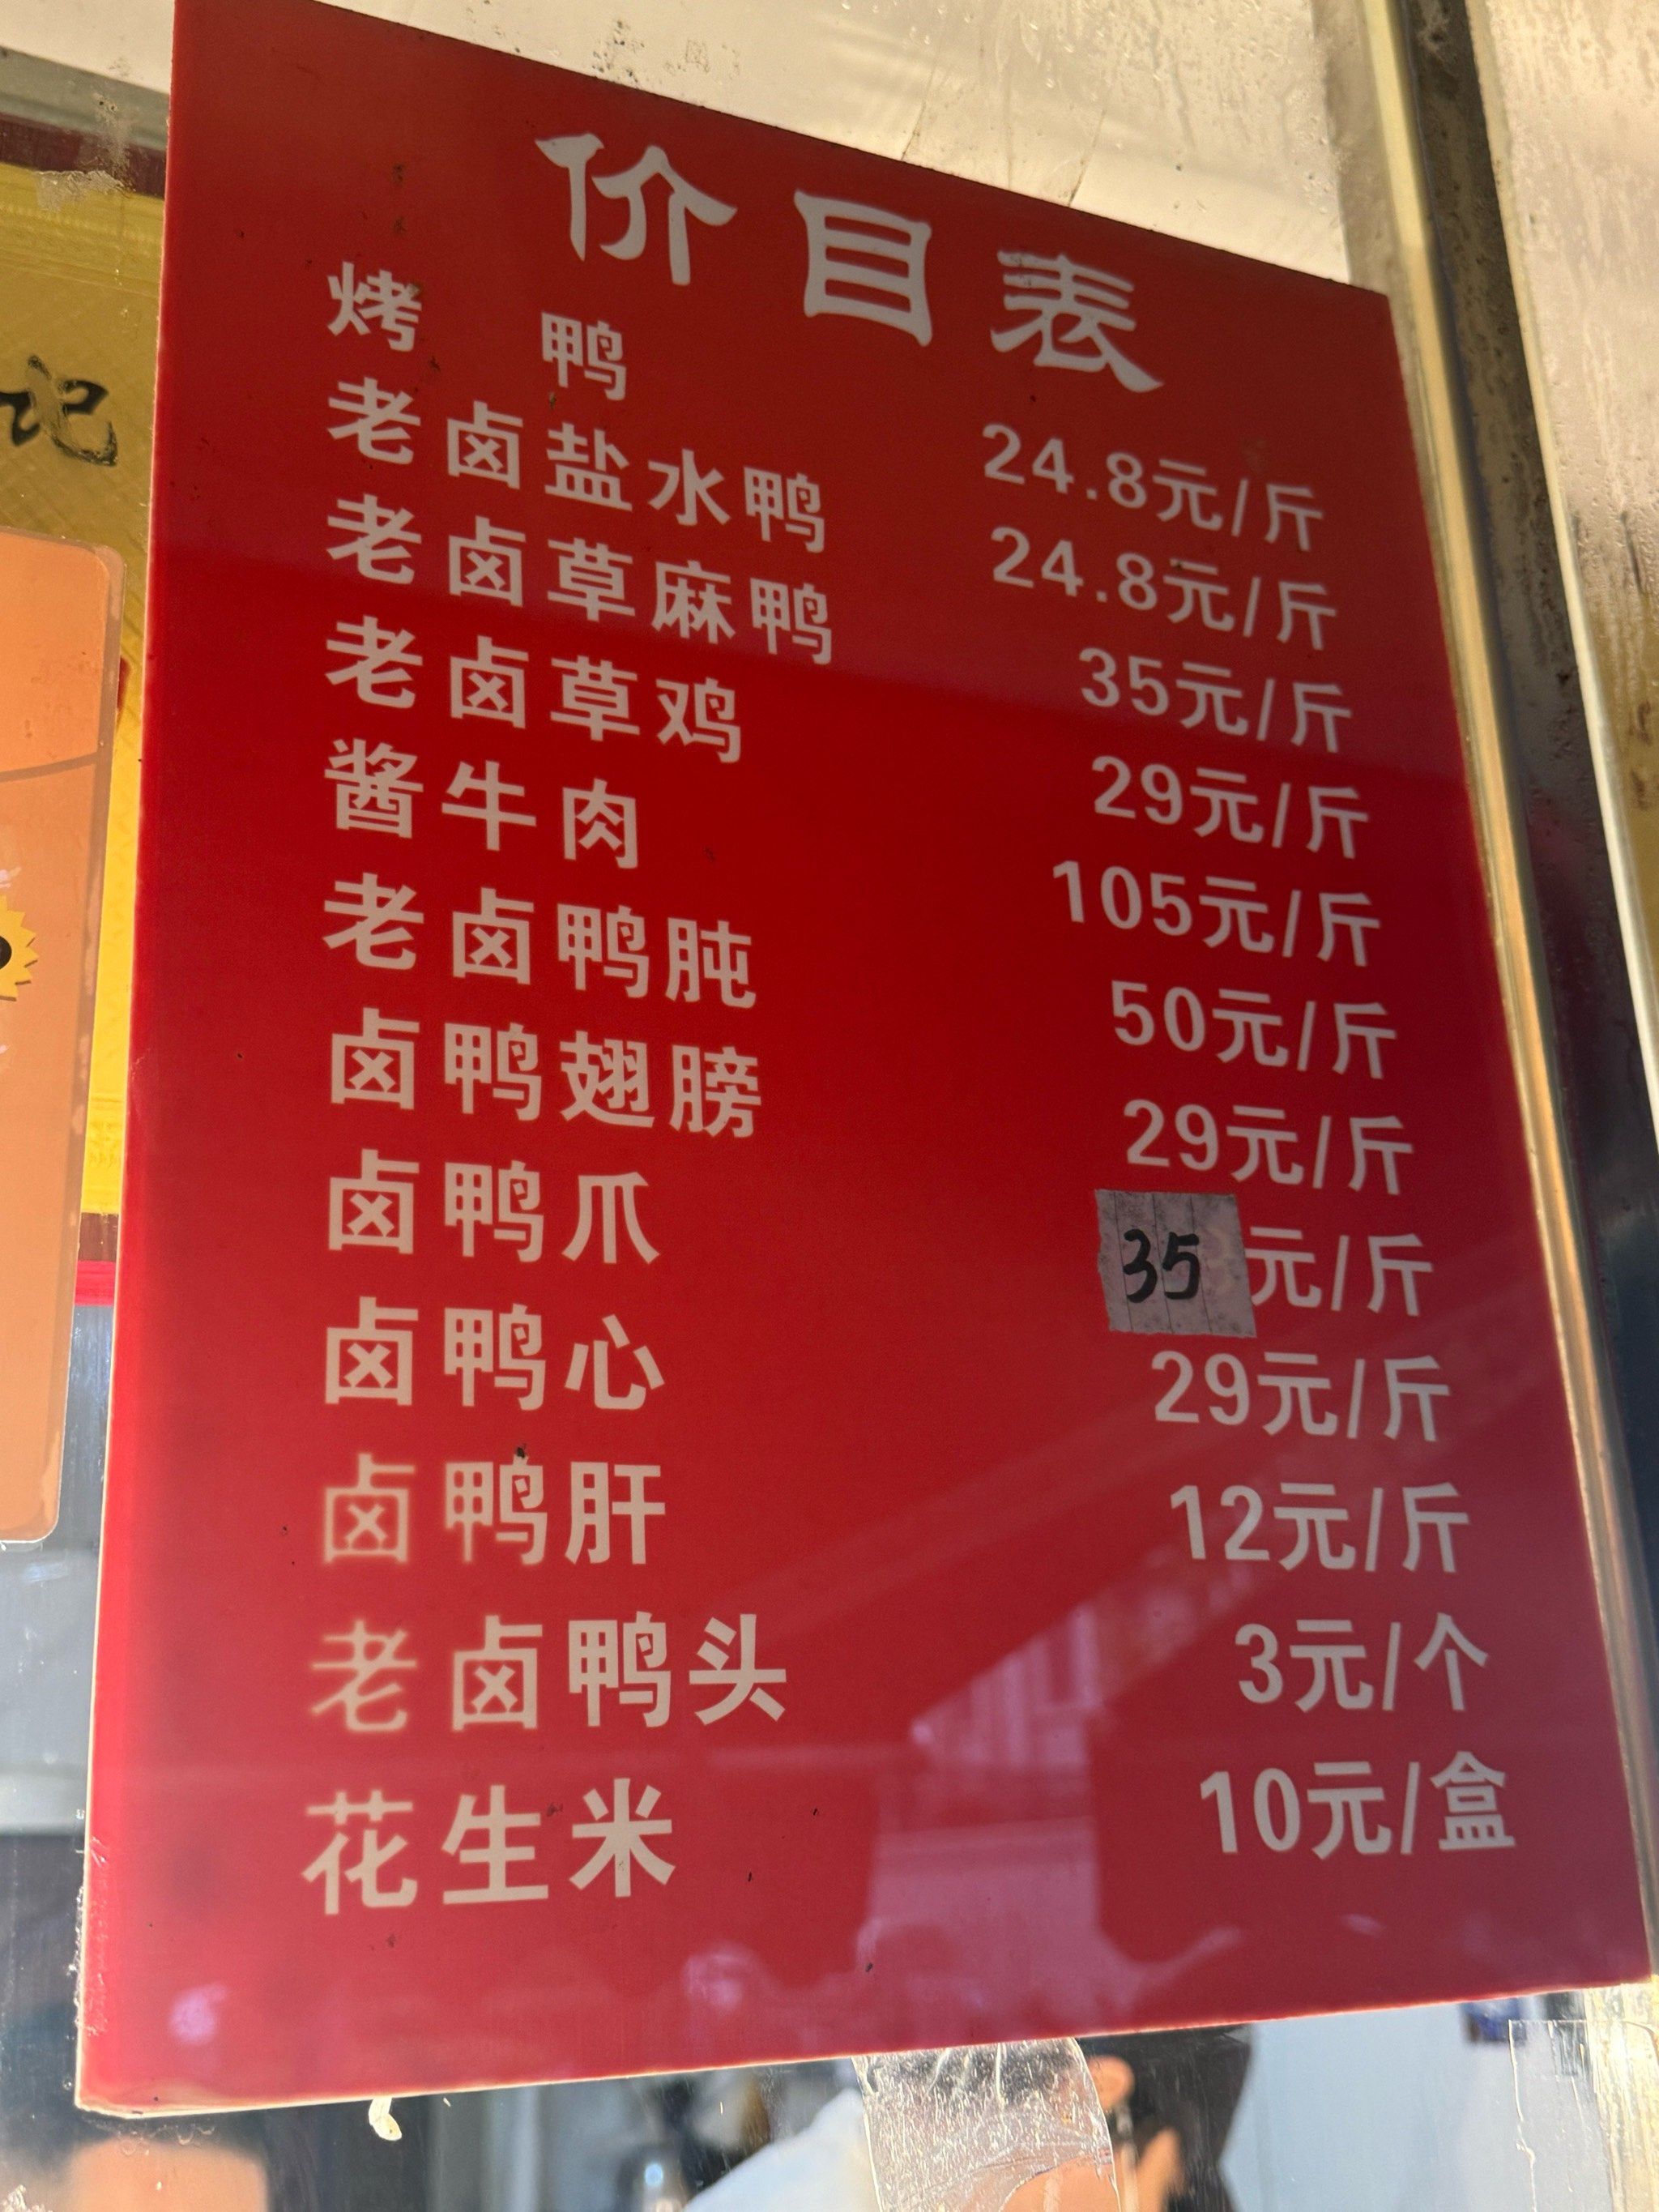 价目表
烤鸭 24.8元/斤
老卤盐水鸭 24.8元/斤
老卤草麻鸭 35元/斤
老卤草鸡 29元/斤
酱牛肉 105元/斤
老卤鸭肫 50元/斤
卤鸭翅膀 29元/斤
卤鸭爪 35元/斤
卤鸭心 29元/斤
卤鸭肝 12元/斤
老卤鸭头 3元/个
花生米 10元/盒
记